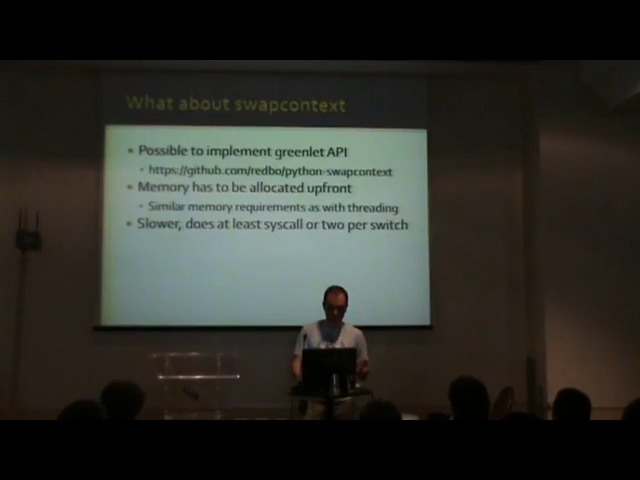 What about swapcontext
Possible to implement greenlet API
https://github.com/redbo/python-swapcontext
Memory has to be allocated upfront
Similar memory requirements as with threading
Slower, does at least syscall or two per switch